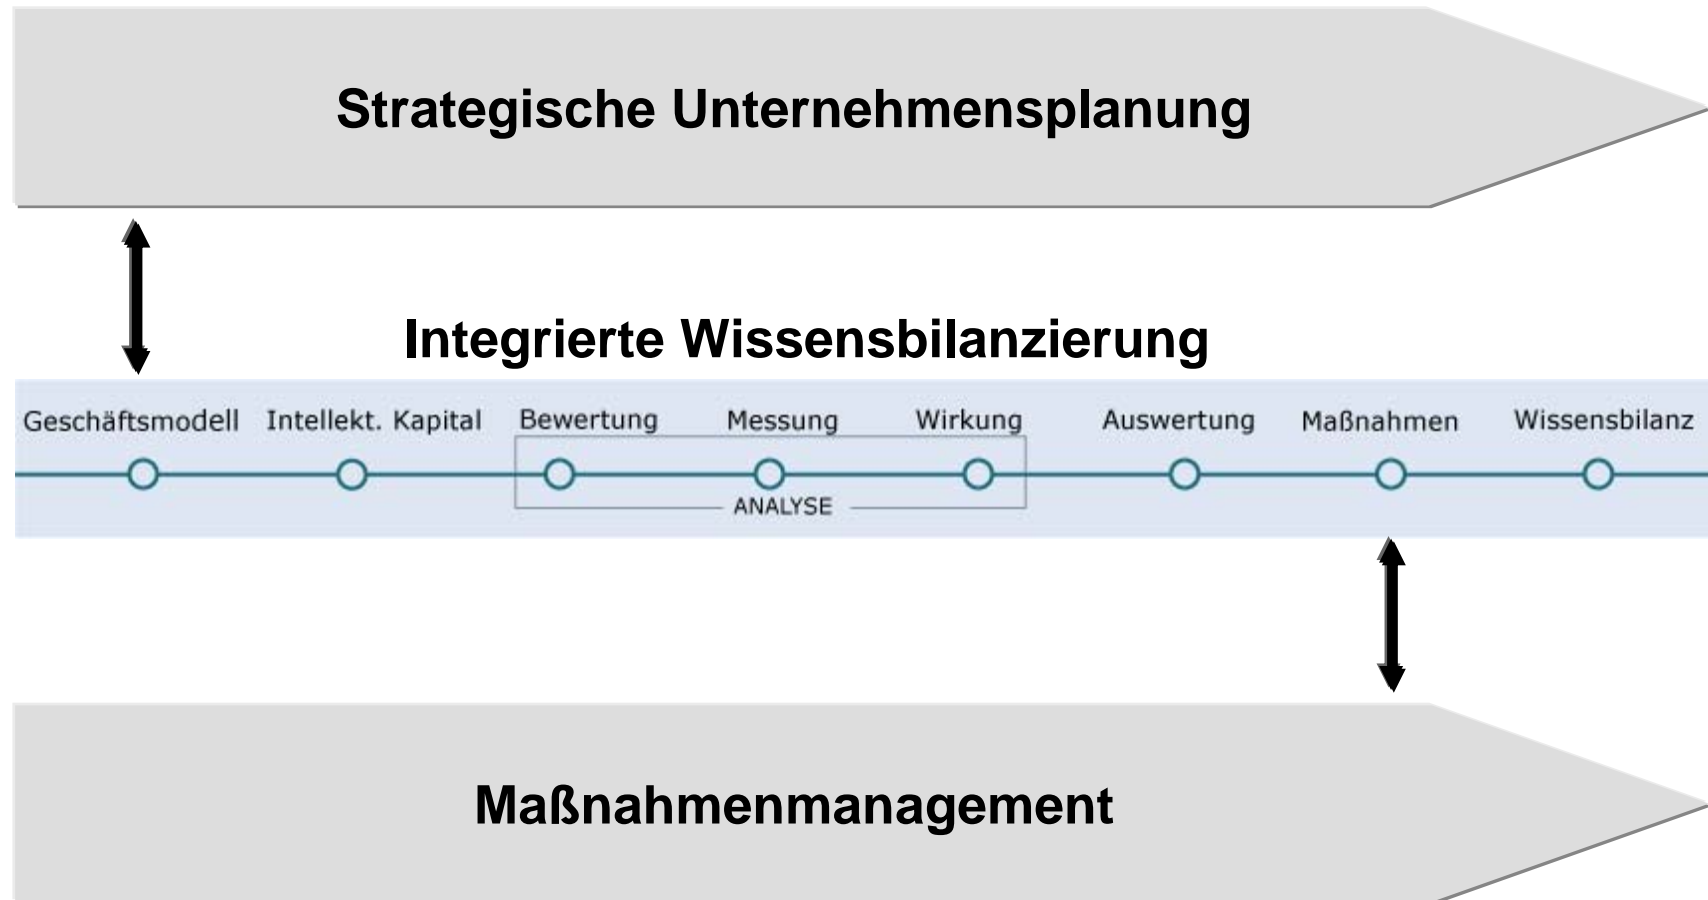 Strategische Unternehmensplanung
Integrierte Wissensbilanzierung
Geschäftsmodell Intellekt. Kapital Bewertung Messung Wirkung Auswertung Maßnahmen Wissensbilanz
ANALYSE
Maßnahmenmanagement